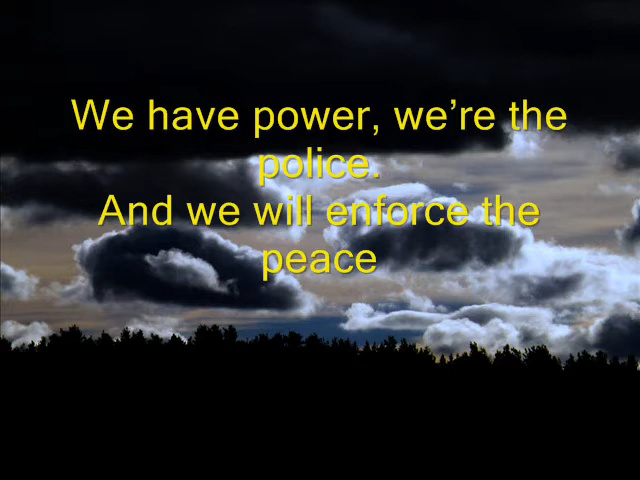 We have power, we’re the
police.
And we will enforce the
peace